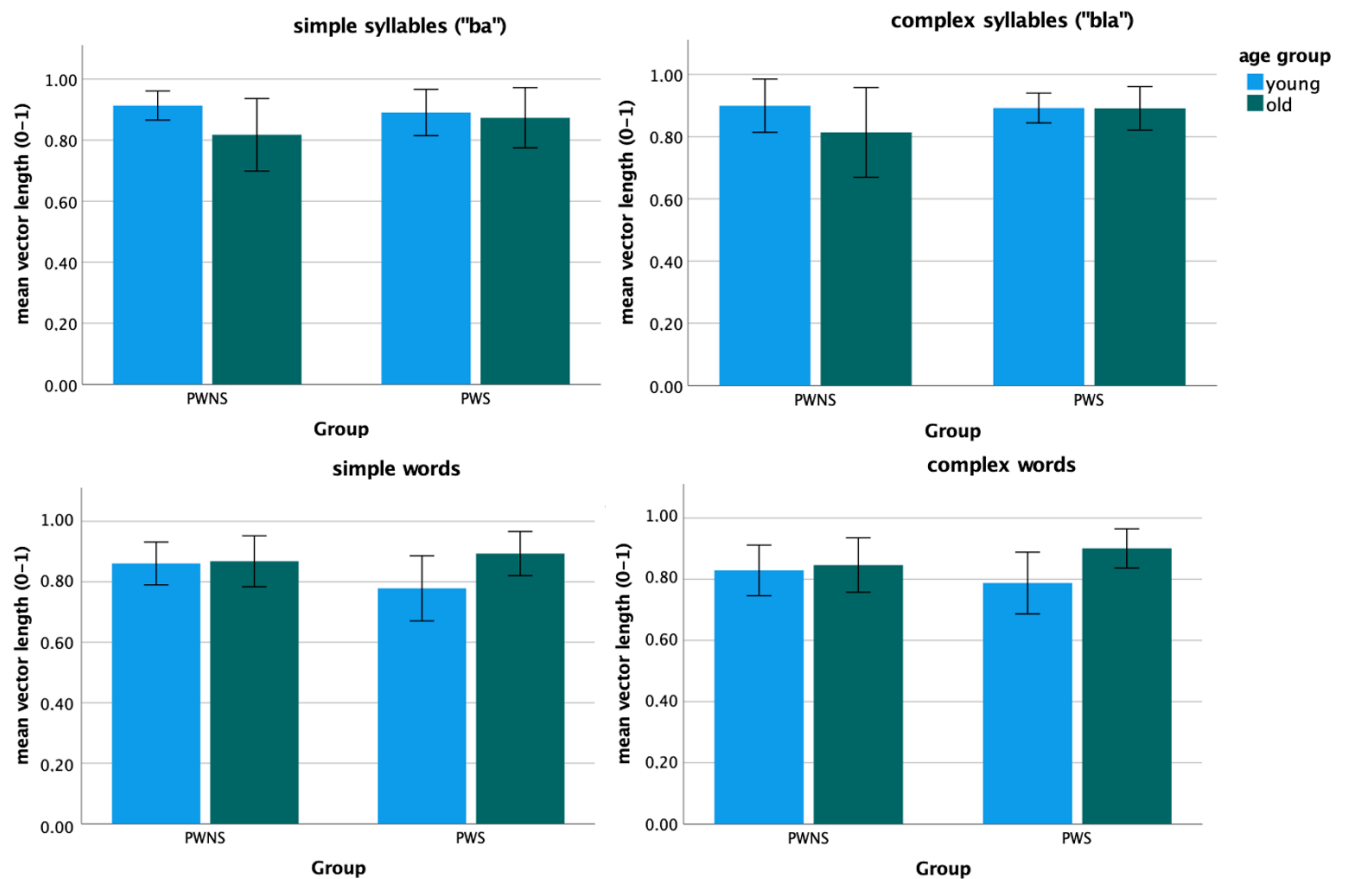 simple syllables ("ba")
mean vector length (0–1)
1.00
0.80
0.60
0.40
0.20
0.00
PWNS PWS
Group
complex syllables ("bla")
mean vector length (0–1)
1.00
0.80
0.60
0.40
0.20
0.00
PWNS PWS
Group
age group
young
old
simple words
mean vector length (0–1)
1.00
0.80
0.60
0.40
0.20
0.00
PWNS PWS
Group
complex words
mean vector length (0–1)
1.00
0.80
0.60
0.40
0.20
0.00
PWNS PWS
Group